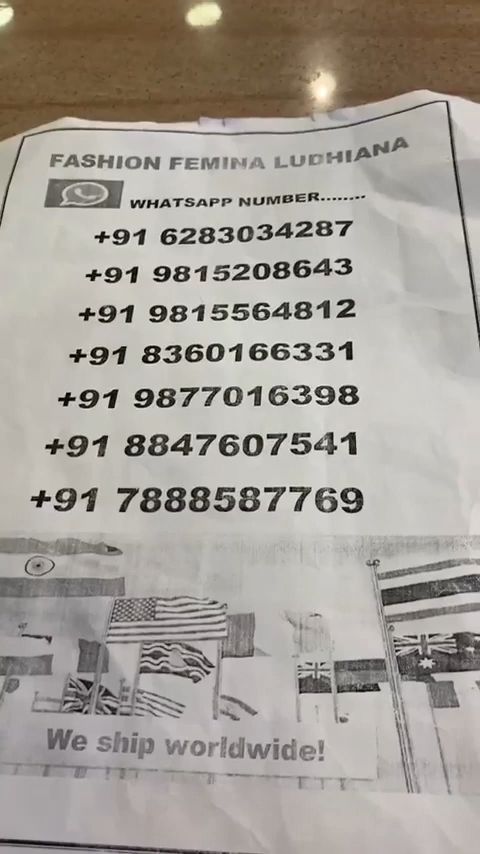 FASHION FEMINA LUDHIANA
WHATSAPP NUMBER........
+91 6283034287
+91 9815208643
+91 9815564812
+91 8360166331
+91 9877016398
+91 8847607541
+91 7888587769
We ship worldwide!